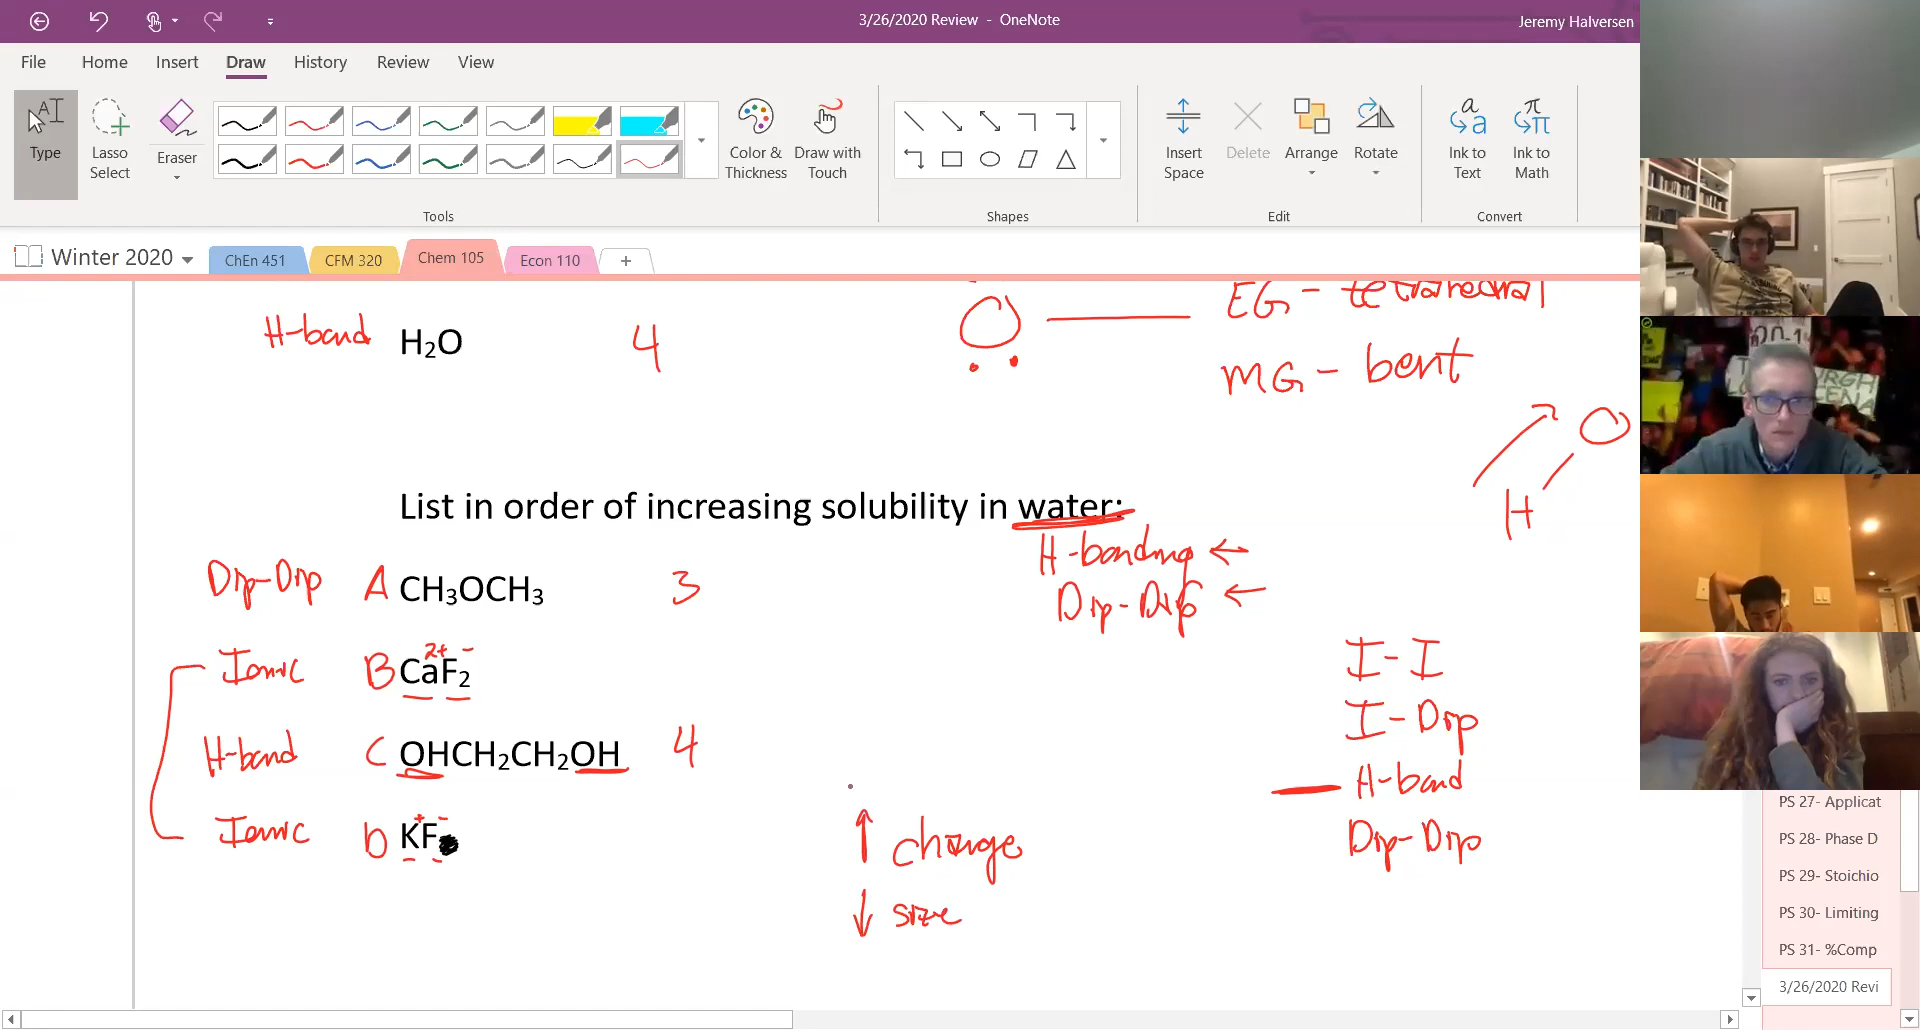 3/26/2020 Review - OneNote
Jeremy Halversen
File Home Insert Draw History Review View
Type
Lasso Select
Eraser
Color & Thickness
Draw with Touch
Insert Space
Delete
Arrange
Rotate
a a
Ink to Text
π π
Ink to Math
Tools
Shapes
Edit
Convert
Winter 2020
ChEn 451
CFM 320
Chem 105
Econ 110
+
EG - tetrahedral
H-bond H₂O 4
O
MG - bent
O
H
List in order of increasing solubility in water:
H-bonding ←
Dip-Dip ←
Dip-Dip A CH₃OCH₃ 3
2+ -
Ionic B CaF₂
H-bond C OHCH₂CH₂OH 4
+ -
Ionic D KF
↑ charge
↓ size
I-I
I-Dip
H-bond
Dip-Dip
PS 27- Applicat
PS 28- Phase D
PS 29- Stoichio
PS 30- Limiting
PS 31- %Comp
3/26/2020 Revi